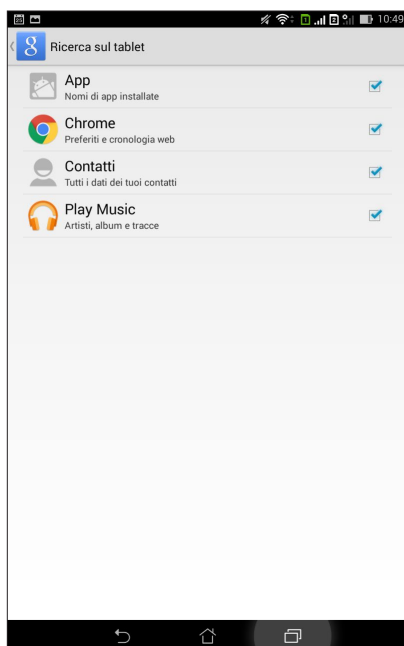 10:49
Ricerca sul tablet
App
Nomi di app installate
Chrome
Preferiti e cronologia web
Contatti
Tutti i dati dei tuoi contatti
Play Music
Artisti, album e tracce